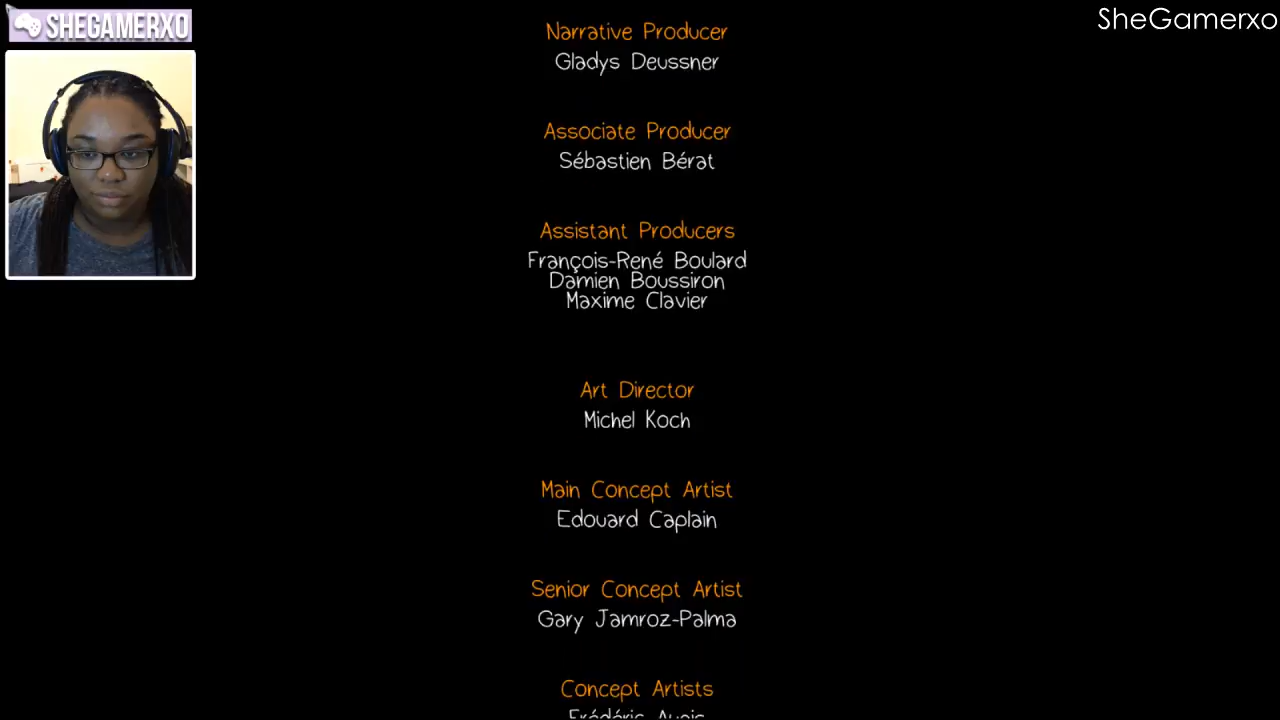 SHEGAMERXO
SheGamerxo
Narrative Producer
Gladys Deussner
Associate Producer
Sébastien Bérat
Assistant Producers
François-René Boulard
Damien Boussiron
Maxime Clavier
Art Director
Michel Koch
Main Concept Artist
Edouard Caplain
Senior Concept Artist
Gary Jamroz-Palma
Concept Artists
Frédéric